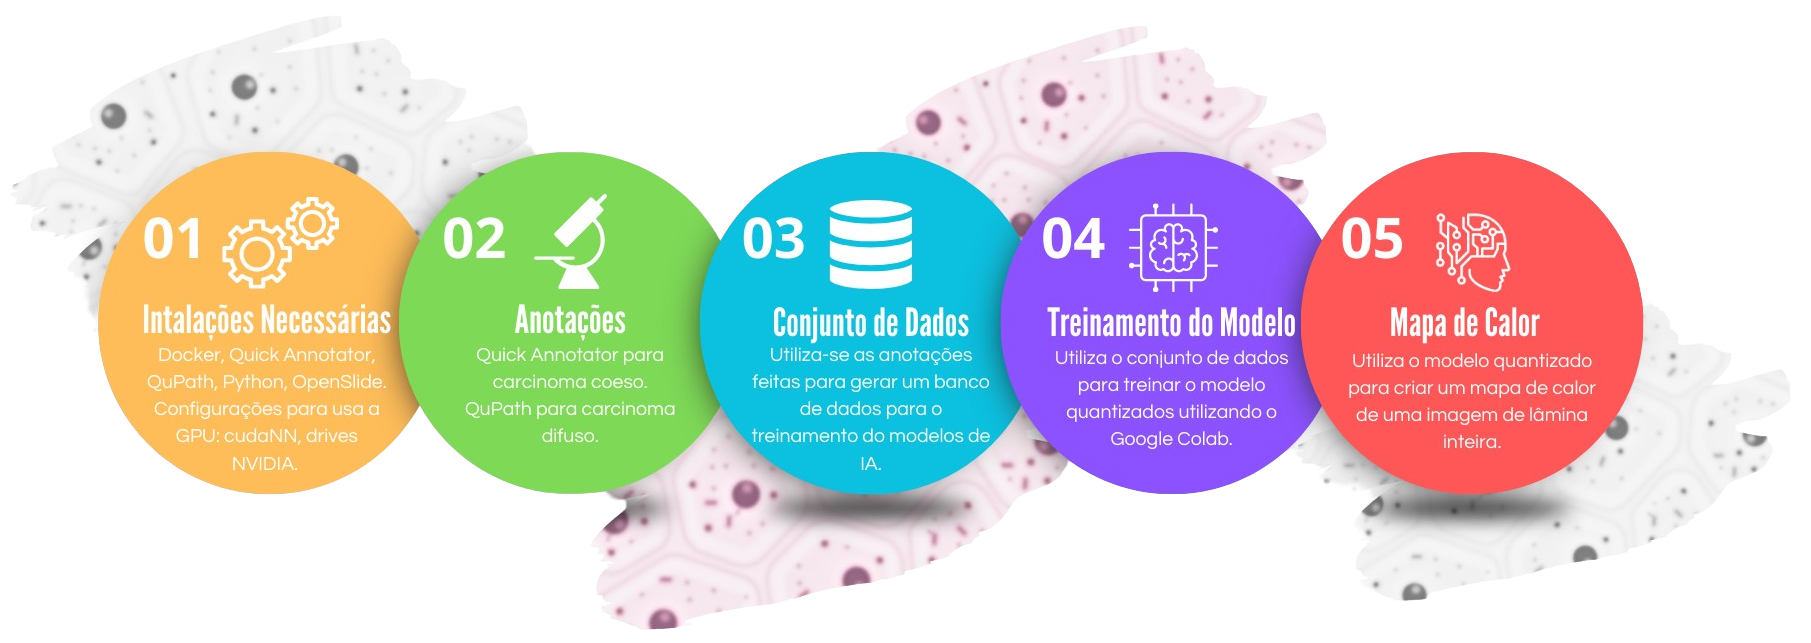 01
Intalações Necessárias
Docker, Quick Annotator,
QuPath, Python, OpenSlide.
Configurações para usa a
GPU: cudaNN, drives
NVIDIA.
02
Anotações
Quick Annotator para
carcinoma coeso.
QuPath para carcinoma
difuso.
03
Conjunto de Dados
Utiliza-se as anotações
feitas para gerar um banco
de dados para o
treinamento do modelos de
IA.
04
Treinamento do Modelo
Utiliza o conjunto de dados
para treinar o modelo
quantizados utilizando o
Google Colab.
05
Mapa de Calor
Utiliza o modelo quantizado
para criar um mapa de calor
de uma imagem de lâmina
inteira.